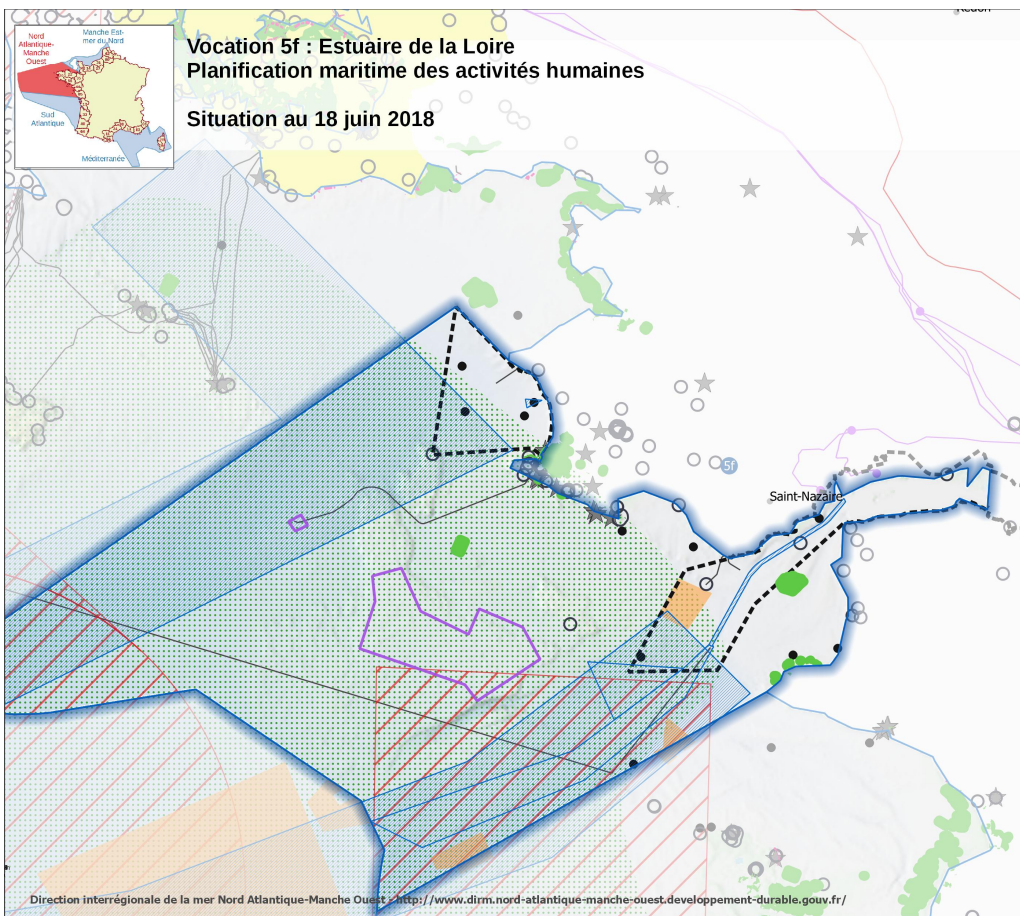 Redon
Nord
Atlantique-
Manche
Ouest
Manche Est-
mer du Nord
Sud
Atlantique
Méditerranée
Vocation 5f : Estuaire de la Loire
Planification maritime des activités humaines
Situation au 18 juin 2018
5f
Saint-Nazaire
Direction interrégionale de la mer Nord Atlantique-Manche Ouest - http://www.dirm.nord-atlantique-manche-ouest.developpement-durable.gouv.fr/